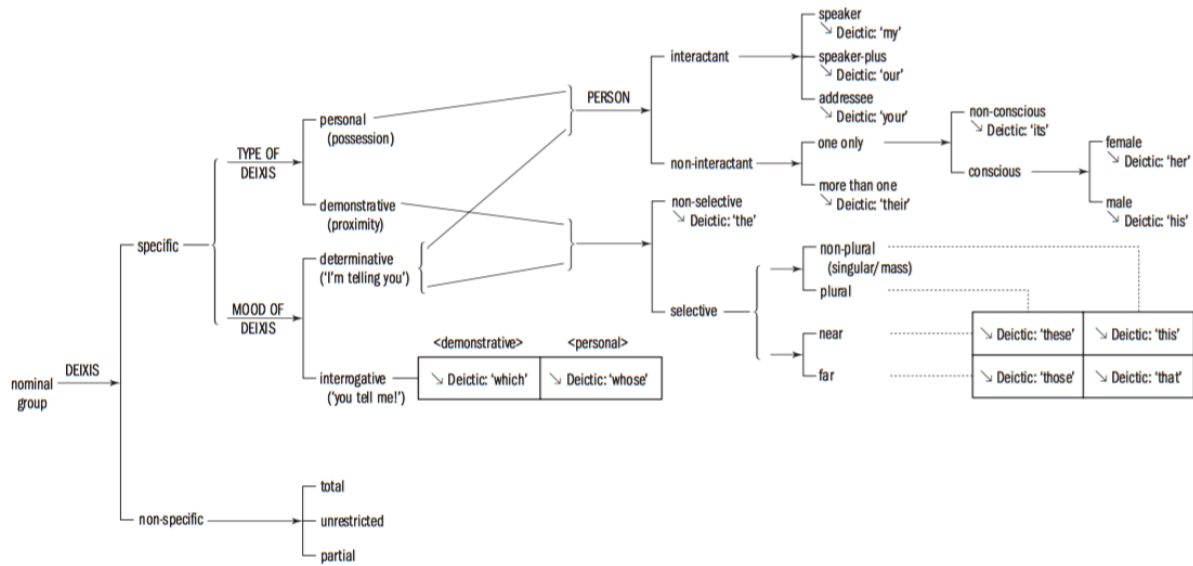 speaker
↘ Deictic: 'my'
interactant
speaker-plus
↘ Deictic: 'our'
PERSON
addressee
↘ Deictic: 'your'
non-conscious
↘ Deictic: 'its'
personal
(possession)
non-interactant
one only
conscious
female
↘ Deictic: 'her'
TYPE OF
DEIXIS
more than one
↘ Deictic: 'their'
male
↘ Deictic: 'his'
demonstrative
(proximity)
non-selective
↘ Deictic: 'the'
specific
determinative
('I'm telling you')
non-plural
(singular/mass)
plural
MOOD OF
DEIXIS
selective
near
↘ Deictic: 'these'
↘ Deictic: 'this'
<demonstrative>
<personal>
interrogative
('you tell me!')
↘ Deictic: 'which'
↘ Deictic: 'whose'
far
↘ Deictic: 'those'
↘ Deictic: 'that'
nominal
group
DEIXIS
non-specific
total
unrestricted
partial